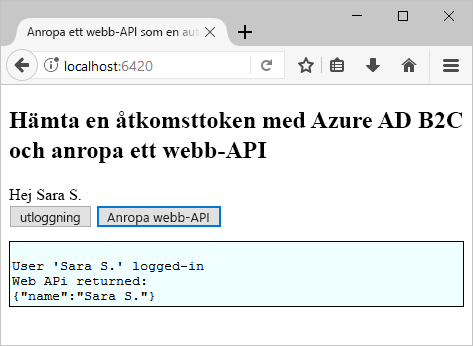 Anropa ett webb-API som en aut
localhost:6420
Hämta en åtkomsttoken med Azure AD B2C
och anropa ett webb-API
Hej Sara S.
utloggning Anropa webb-API
User 'Sara S.' logged-in
Web APi returned:
{"name":"Sara S."}